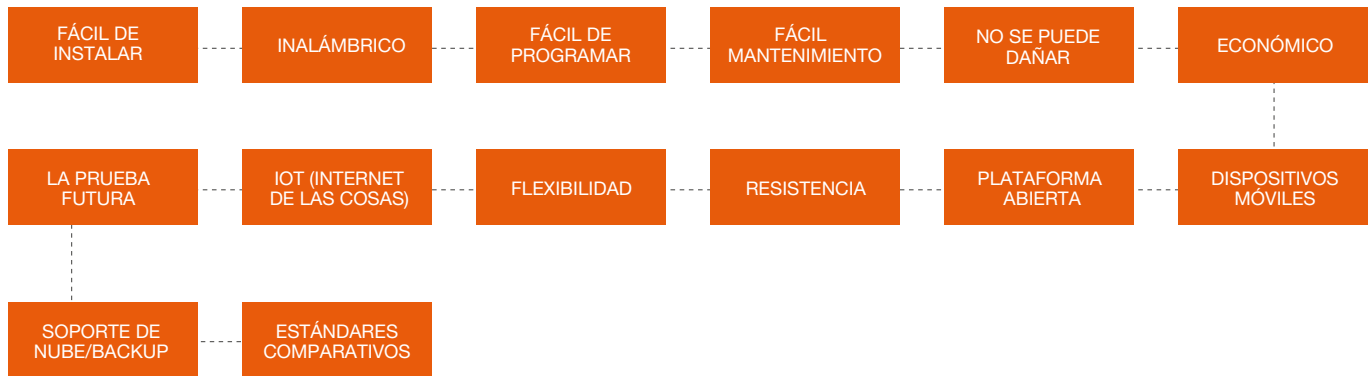 FÁCIL DE
INSTALAR
INALÁMBRICO
FÁCIL DE
PROGRAMAR
FÁCIL
MANTENIMIENTO
NO SE PUEDE
DAÑAR
ECONÓMICO
LA PRUEBA
FUTURA
IOT (INTERNET
DE LAS COSAS)
FLEXIBILIDAD
RESISTENCIA
PLATAFORMA
ABIERTA
DISPOSITIVOS
MÓVILES
SOPORTE DE
NUBE/BACKUP
ESTÁNDARES
COMPARATIVOS